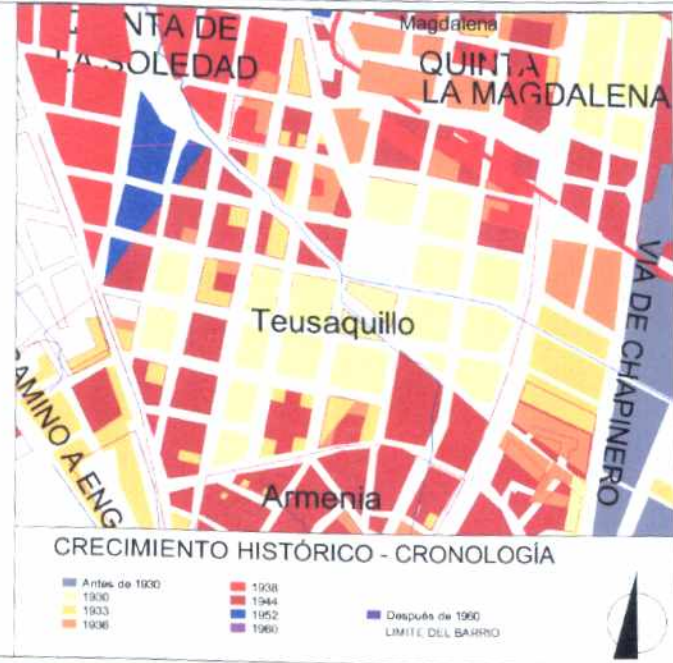 NTA DE
LA SOLEDAD
Magdalena
QUINTA
LA MAGDALENA
VIA DE CHAPINERO
Teusaquillo
CAMINO A ENG
Armenia
CRECIMIENTO HISTÓRICO - CRONOLOGÍA
Antes de 1930
1930
1933
1936
1938
1944
1952
1960
Después de 1960
LIMITE DEL BARRIO